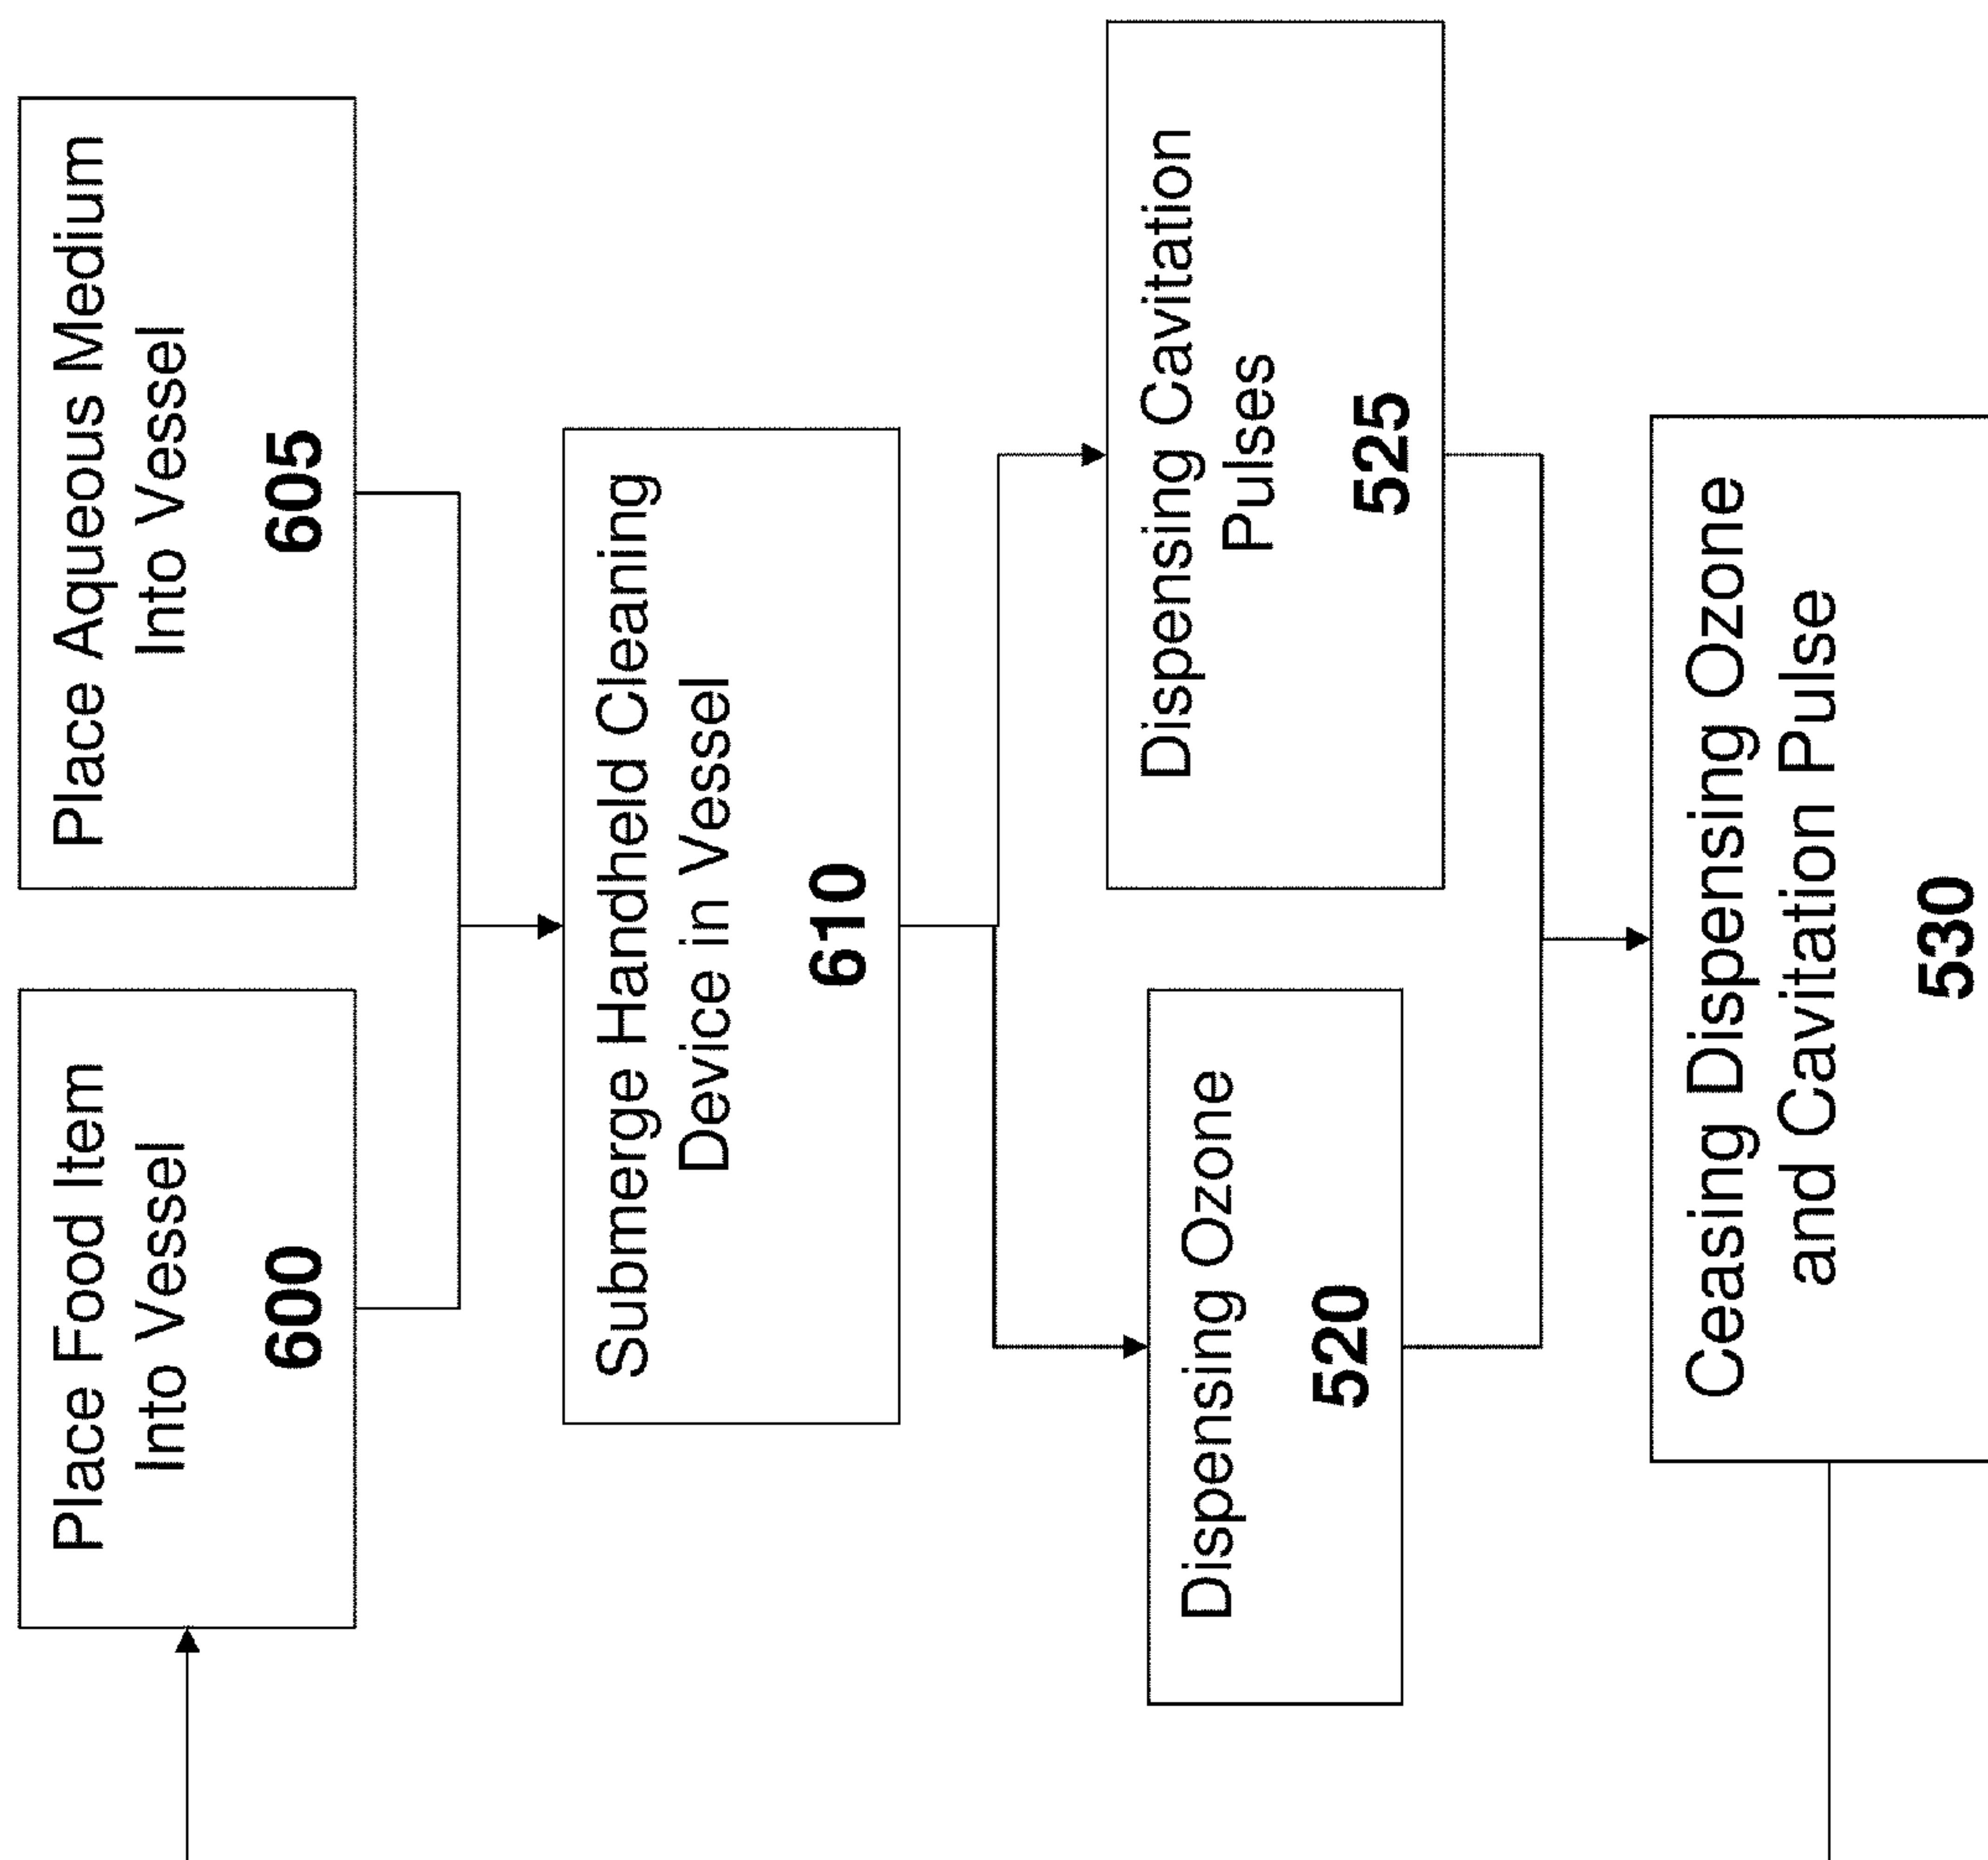 Place Food Item
Into Vessel
600
Place Aqueous Medium
Into Vessel
605
Submerge Handheld Cleaning
Device in Vessel
610
Dispensing Ozone
520
Dispensing Cavitation
Pulses
525
Ceasing Dispensing Ozone
and Cavitation Pulse
530